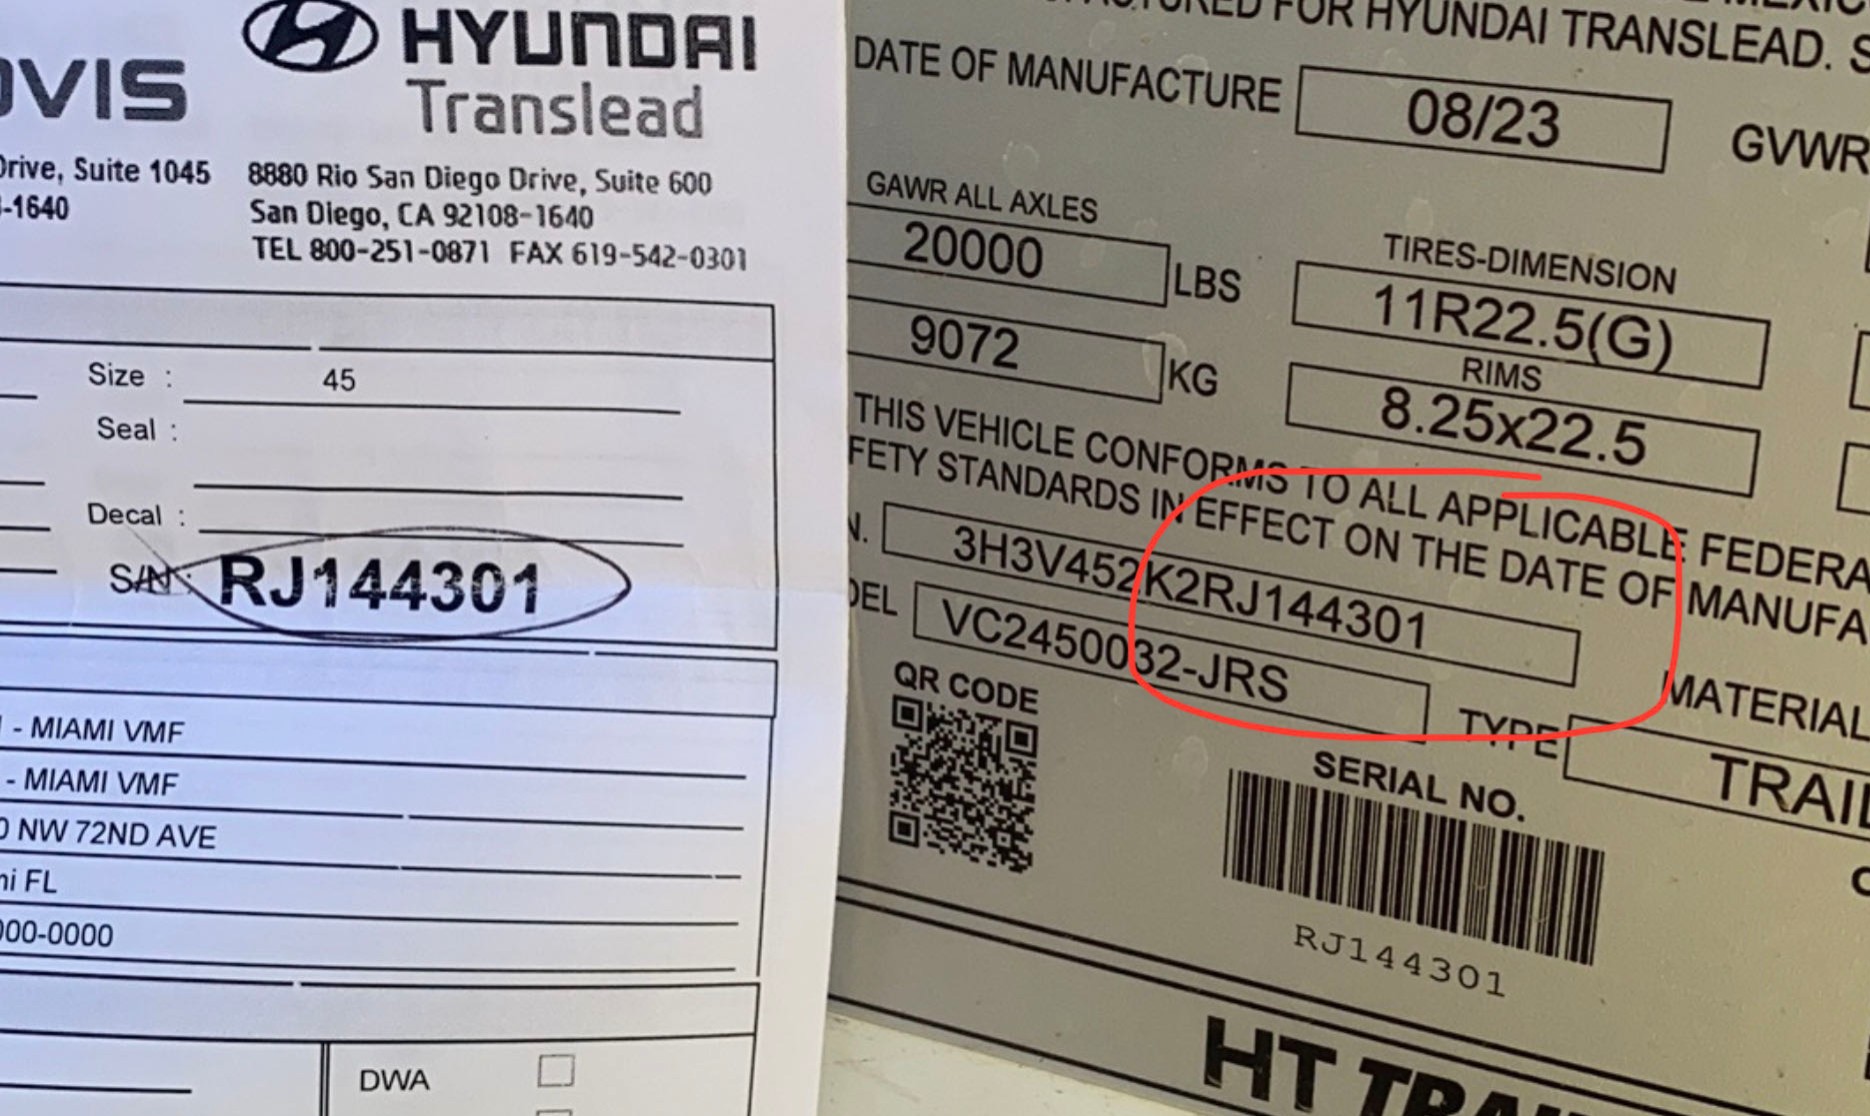 OVIS
HYUNDAI
Translead
Drive, Suite 1045
-1640
8880 Rio San Diego Drive, Suite 600
San Diego, CA 92108-1640
TEL 800-251-0871 FAX 619-542-0301
Size : 45
Seal :
Decal :
S/N : RJ144301
- MIAMI VMF
- MIAMI VMF
0 NW 72ND AVE
ni FL
000-0000
DWA
FOR HYUNDAI TRANSLEAD. S
DATE OF MANUFACTURE 08/23 GVWR
GAWR ALL AXLES
20000 LBS
9072 KG
TIRES-DIMENSION
11R22.5(G)
RIMS
8.25x22.5
THIS VEHICLE CONFORMS TO ALL APPLICABLE FEDERA
FETY STANDARDS IN EFFECT ON THE DATE OF MANUFA
N. 3H3V452K2RJ144301
DEL VC2450032-JRS
MATERIAL
TYPE TRAIL
QR CODE
SERIAL NO.
RJ144301
HT TRAI